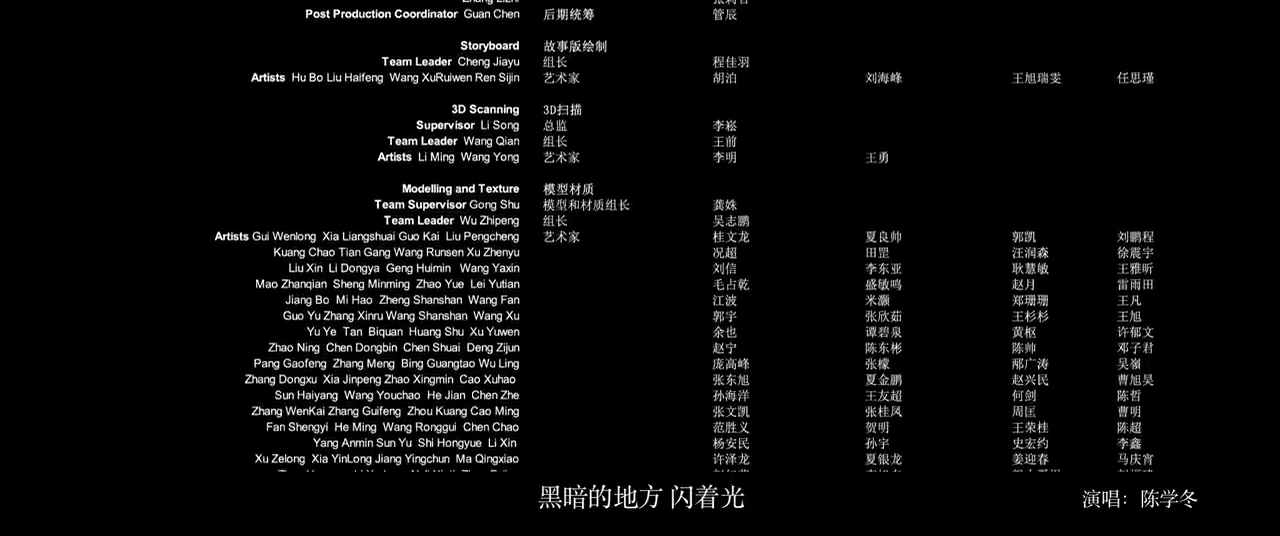 Post Production Coordinator Guan Chen 后期统筹 管辰
Storyboard 故事版绘制
Team Leader Cheng Jiayu 组长 程佳羽
Artists Hu Bo Liu Haifeng Wang XuRuiwen Ren Sijin 艺术家 胡泊 刘海峰 王旭瑞雯 任思瑾
3D Scanning 3D扫描
Supervisor Li Song 总监 李崧
Team Leader Wang Qian 组长 王前
Artists Li Ming Wang Yong 艺术家 李明 王勇
Modelling and Texture 模型材质
Team Supervisor Gong Shu 模型和材质组长 龚姝
Team Leader Wu Zhipeng 组长 吴志鹏
Artists Gui Wenlong Xia Liangshuai Guo Kai Liu Pengcheng 艺术家 桂文龙 夏良帅 郭凯 刘鹏程
Kuang Chao Tian Gang Wang Runsen Xu Zhenyu 况超 田罡 汪润森 徐震宇
Liu Xin Li Dongya Geng Huimin Wang Yaxin 刘信 李东亚 耿慧敏 王雅昕
Mao Zhanqian Sheng Minming Zhao Yue Lei Yutian 毛占乾 盛敏鸣 赵月 雷雨田
Jiang Bo Mi Hao Zheng Shanshan Wang Fan 江波 米灏 郑珊珊 王凡
Guo Yu Zhang Xinru Wang Shanshan Wang Xu 郭宇 张欣茹 王杉杉 王旭
Yu Ye Tan Biquan Huang Shu Xu Yuwen 余也 谭碧泉 黄枢 许郁文
Zhao Ning Chen Dongbin Chen Shuai Deng Zijun 赵宁 陈东彬 陈帅 邓子君
Pang Gaofeng Zhang Meng Bing Guangtao Wu Ling 庞高峰 张檬 邴广涛 吴嶺
Zhang Dongxu Xia Jinpeng Zhao Xingmin Cao Xuhao 张东旭 夏金鹏 赵兴民 曹旭昊
Sun Haiyang Wang Youchao He Jian Chen Zhe 孙海洋 王友超 何剑 陈哲
Zhang WenKai Zhang Guifeng Zhou Kuang Cao Ming 张文凯 张桂凤 周匡 曹明
Fan Shengyi He Ming Wang Ronggui Chen Chao 范胜义 贺明 王荣桂 陈超
Yang Anmin Sun Yu Shi Hongyue Li Xin 杨安民 孙宇 史宏约 李鑫
Xu Zelong Xia YinLong Jiang Yingchun Ma Qingxiao 许泽龙 夏银龙 姜迎春 马庆宵
黑暗的地方 闪着光 演唱：陈学冬